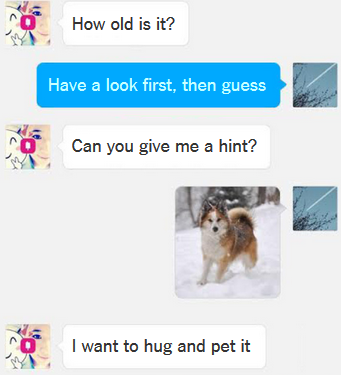 How old is it?
Have a look first, then guess
Can you give me a hint?
I want to hug and pet it